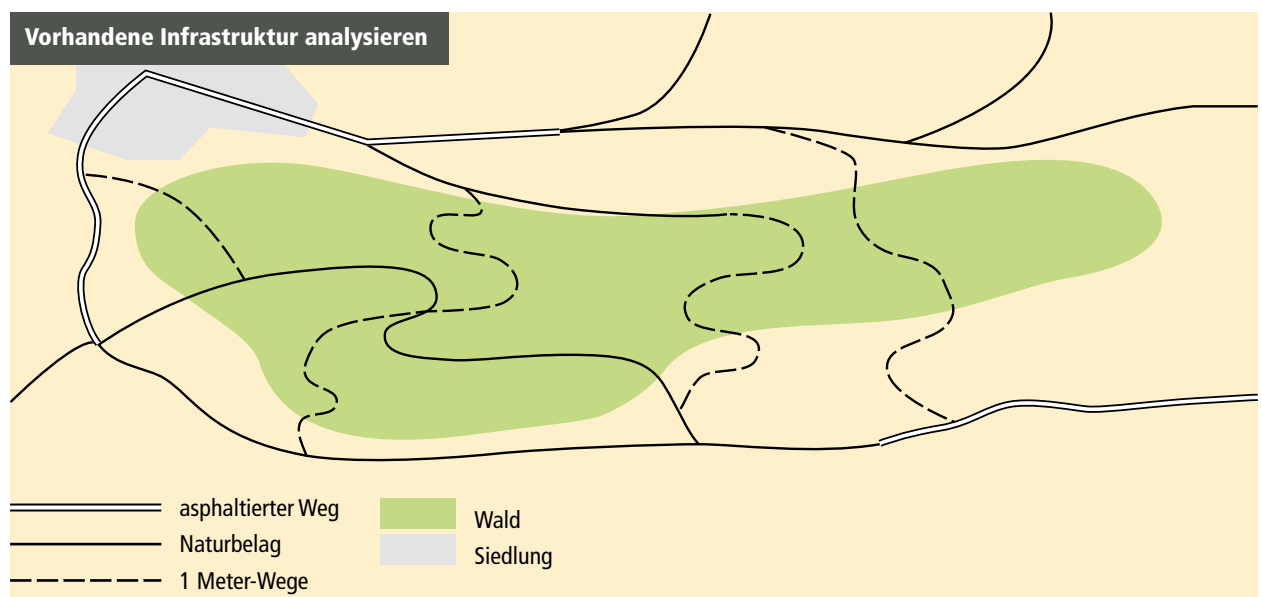 Vorhandene Infrastruktur analysieren
asphaltierter Weg
Naturbelag
1 Meter-Wege
Wald
Siedlung